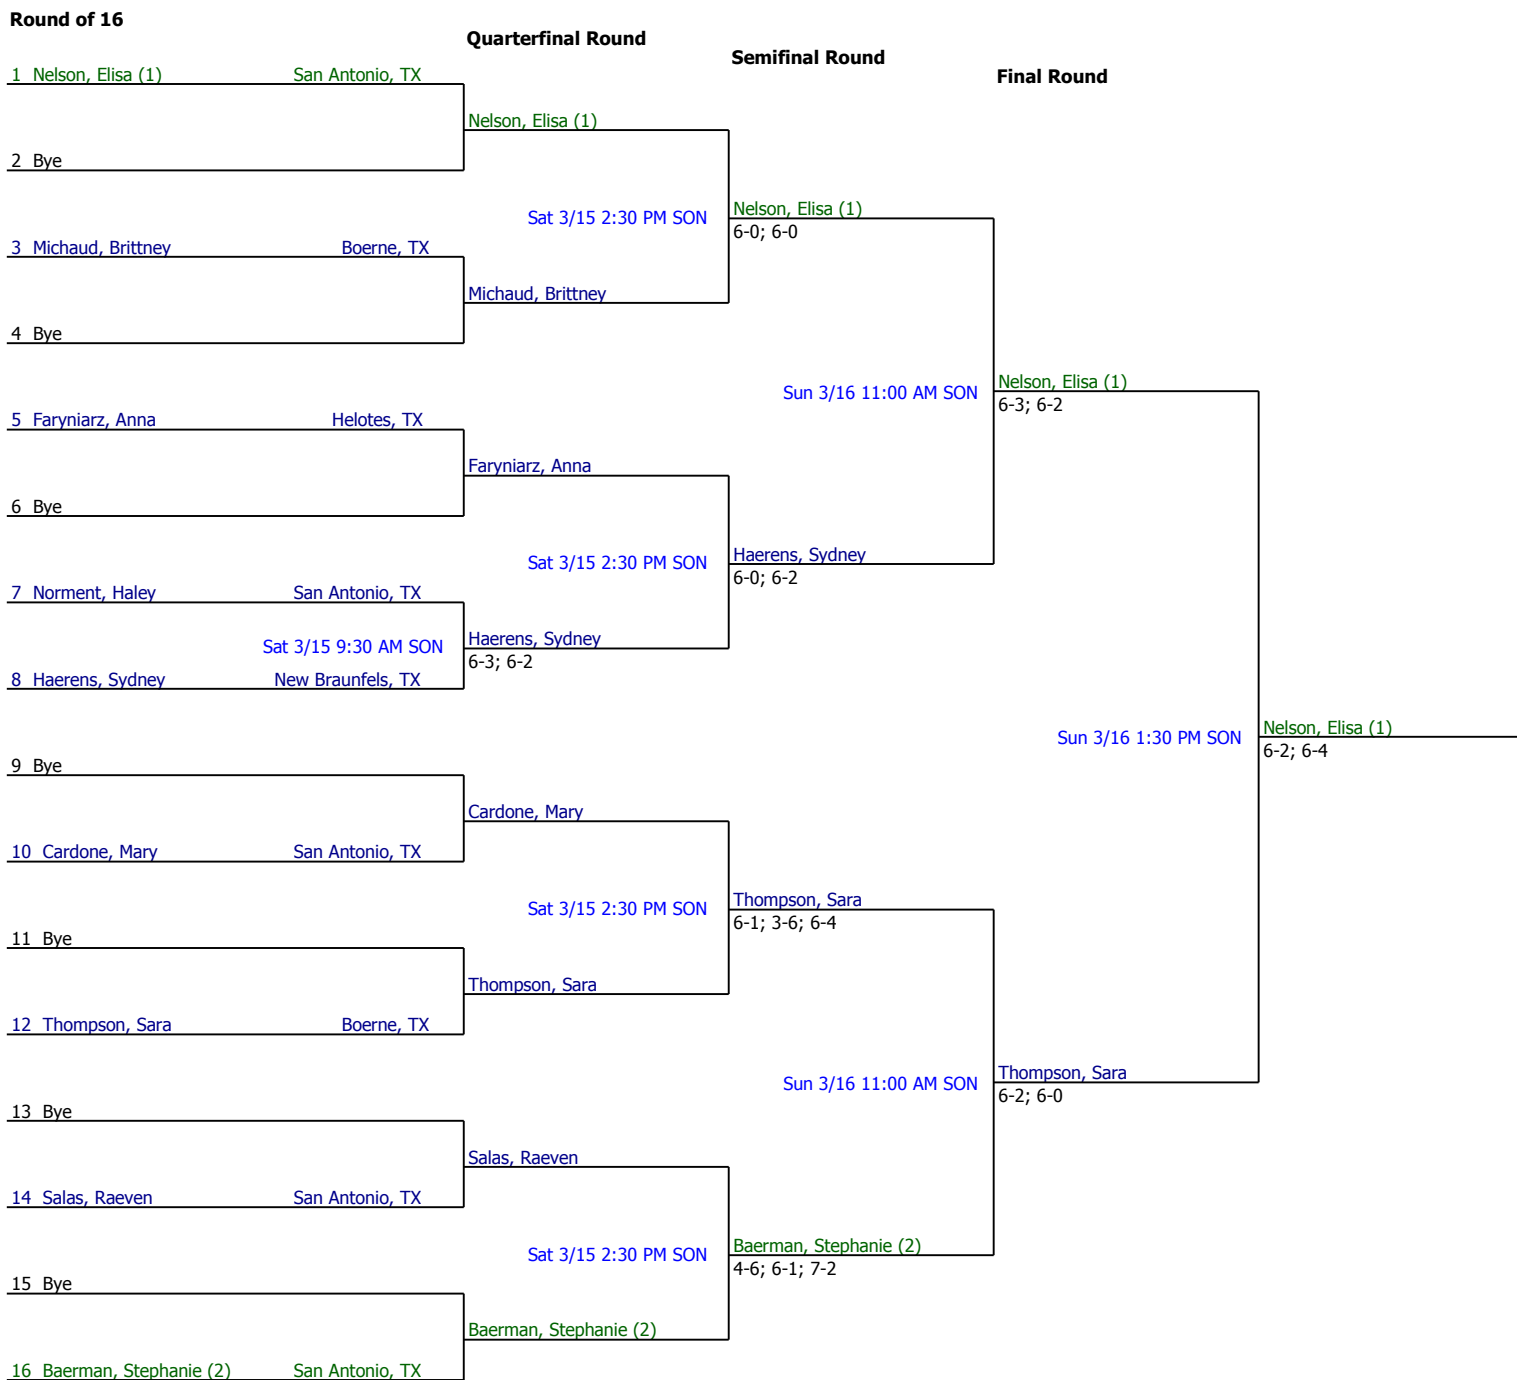 Round of 16
Quarterfinal Round
Semifinal Round
Final Round
1 Nelson, Elisa (1) San Antonio, TX
Nelson, Elisa (1)
2 Bye
Sat 3/15 2:30 PM SON
Nelson, Elisa (1)
6-0; 6-0
3 Michaud, Brittney Boerne, TX
Michaud, Brittney
4 Bye
Sun 3/16 11:00 AM SON
Nelson, Elisa (1)
6-3; 6-2
5 Faryniarz, Anna Helotes, TX
Faryniarz, Anna
6 Bye
Sat 3/15 2:30 PM SON
Haerens, Sydney
6-0; 6-2
7 Norment, Haley San Antonio, TX
Sat 3/15 9:30 AM SON
Haerens, Sydney
6-3; 6-2
8 Haerens, Sydney New Braunfels, TX
Sun 3/16 1:30 PM SON
Nelson, Elisa (1)
6-2; 6-4
9 Bye
Cardone, Mary
10 Cardone, Mary San Antonio, TX
Sat 3/15 2:30 PM SON
Thompson, Sara
6-1; 3-6; 6-4
11 Bye
Thompson, Sara
12 Thompson, Sara Boerne, TX
Sun 3/16 11:00 AM SON
Thompson, Sara
6-2; 6-0
13 Bye
Salas, Raeven
14 Salas, Raeven San Antonio, TX
Sat 3/15 2:30 PM SON
Baerman, Stephanie (2)
4-6; 6-1; 7-2
15 Bye
Baerman, Stephanie (2)
16 Baerman, Stephanie (2) San Antonio, TX